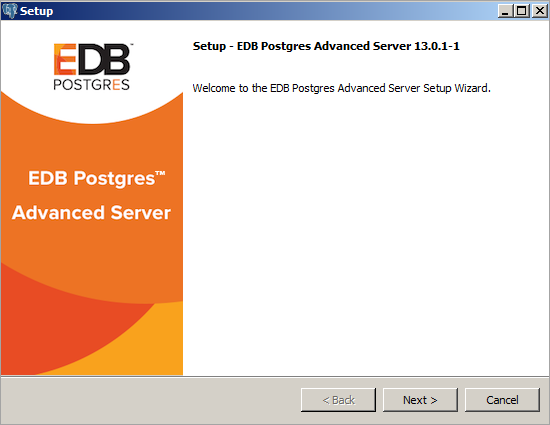 Setup
EDB™
POSTGRES
EDB Postgres™
Advanced Server
Setup - EDB Postgres Advanced Server 13.0.1-1
Welcome to the EDB Postgres Advanced Server Setup Wizard.
< Back
Next >
Cancel